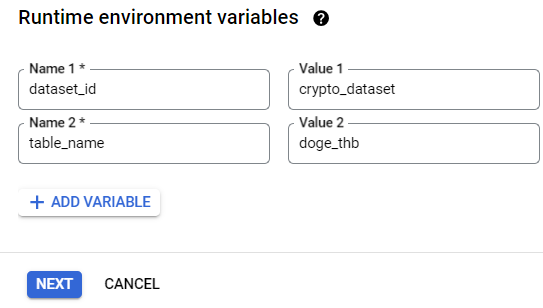 Runtime environment variables ?
Name 1 * Value 1
dataset_id crypto_dataset
Name 2 * Value 2
table_name doge_thb
+ ADD VARIABLE
NEXT CANCEL